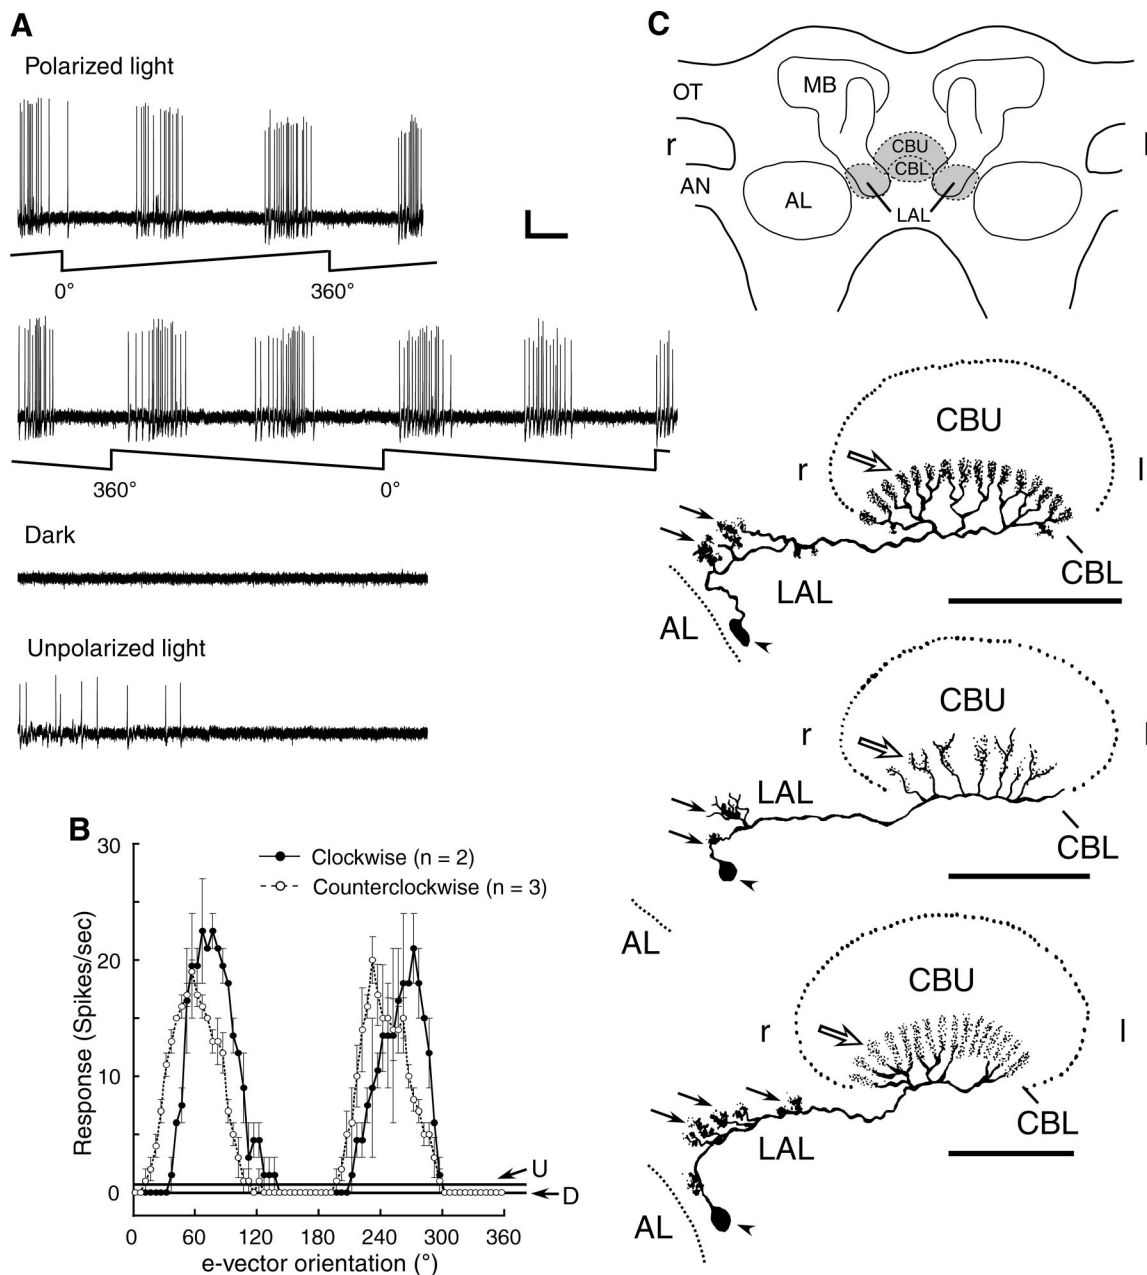 A
Polarized light
0°
360°
360°
0°
Dark
Unpolarized light
B
Response (Spikes/sec)
30
20
10
0
Clockwise (n = 2)
Counterclockwise (n = 3)
U
D
0 60 120 180 240 300 360
e-vector orientation (°)
C
OT
MB
r
CBU
l
CBL
AN
AL
LAL
CBU
r
l
LAL
CBL
AL
CBU
r
l
LAL
CBL
AL
CBU
r
l
LAL
CBL
AL